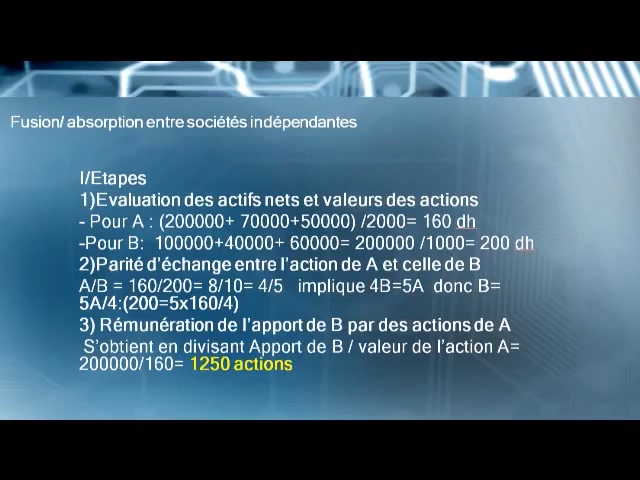 Fusion/ absorption entre sociétés indépendantes
I/Etapes
1)Evaluation des actifs nets et valeurs des actions
- Pour A : (200000+ 70000+50000) /2000= 160 dh
-Pour B:  100000+40000+ 60000= 200000 /1000= 200 dh
2)Parité d’échange entre l’action de A et celle de B
A/B = 160/200= 8/10= 4/5   implique 4B=5A  donc B=
5A/4:(200=5x160/4)
3) Rémunération de l’apport de B par des actions de A
S’obtient en divisant Apport de B / valeur de l’action A=
200000/160= 1250 actions